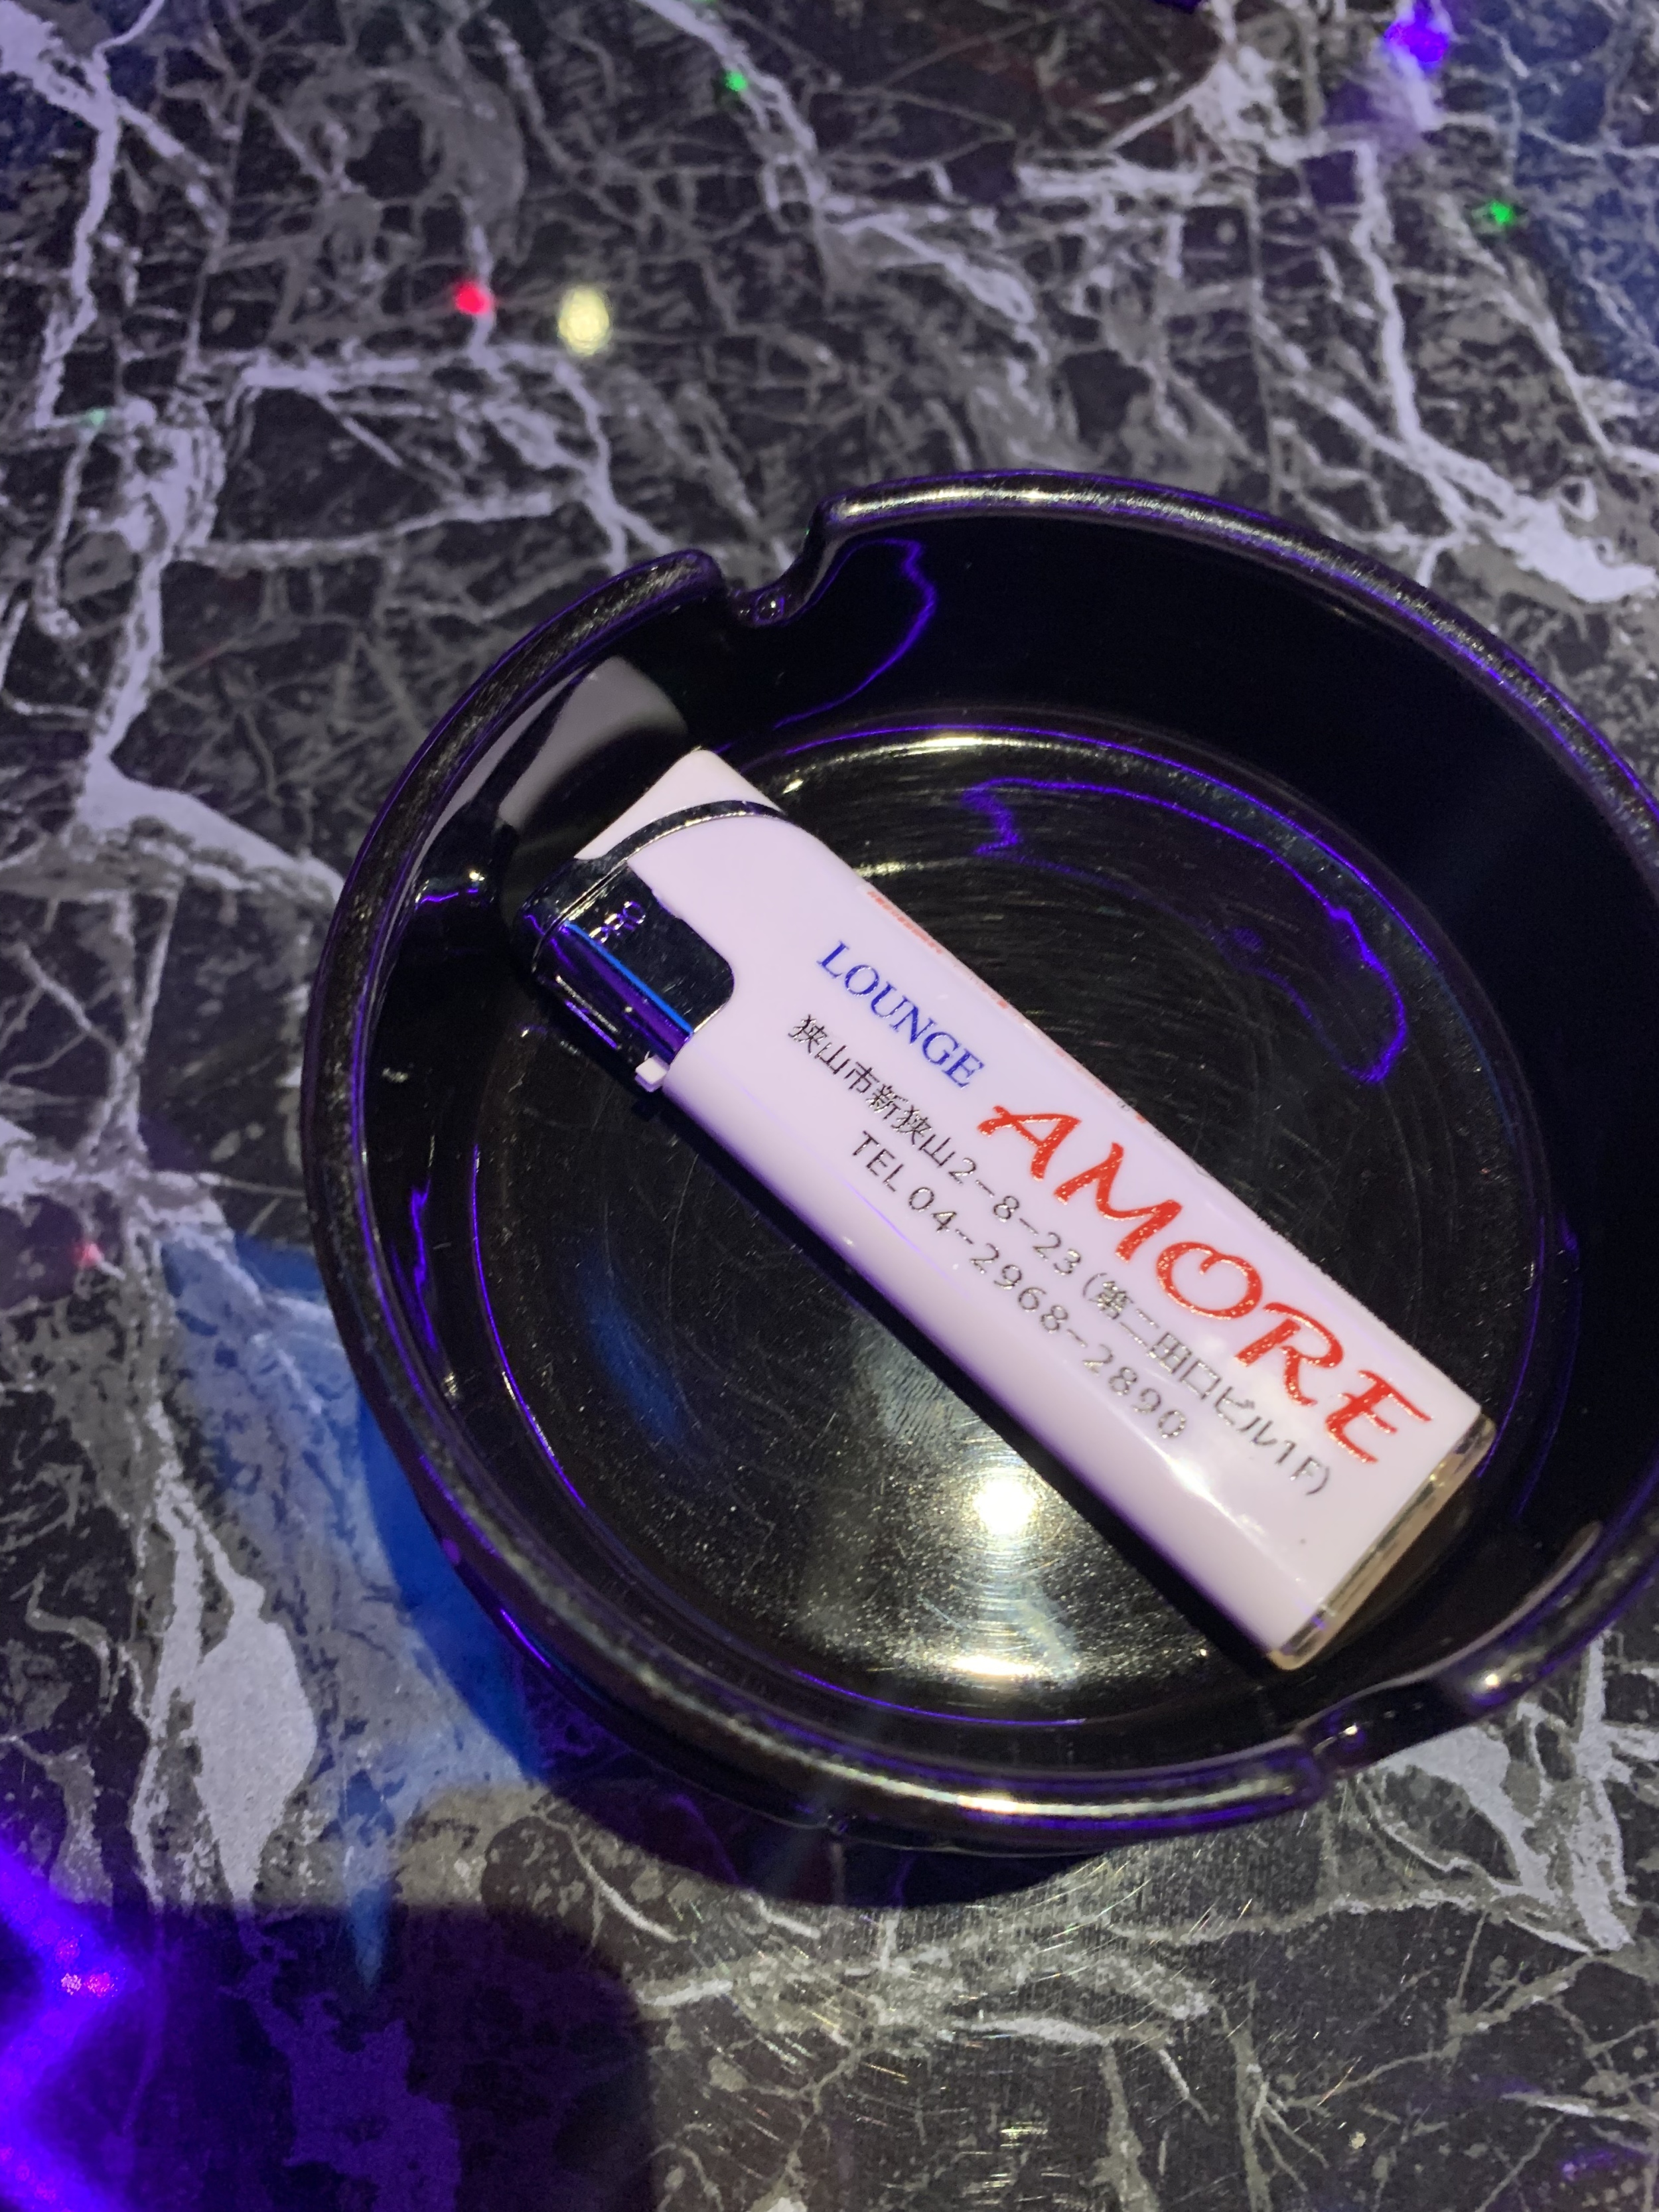 LOUNGE AMORE
狭山市新狭山2-8-23(第二田口ビル1F)
TEL 04-2968-2890